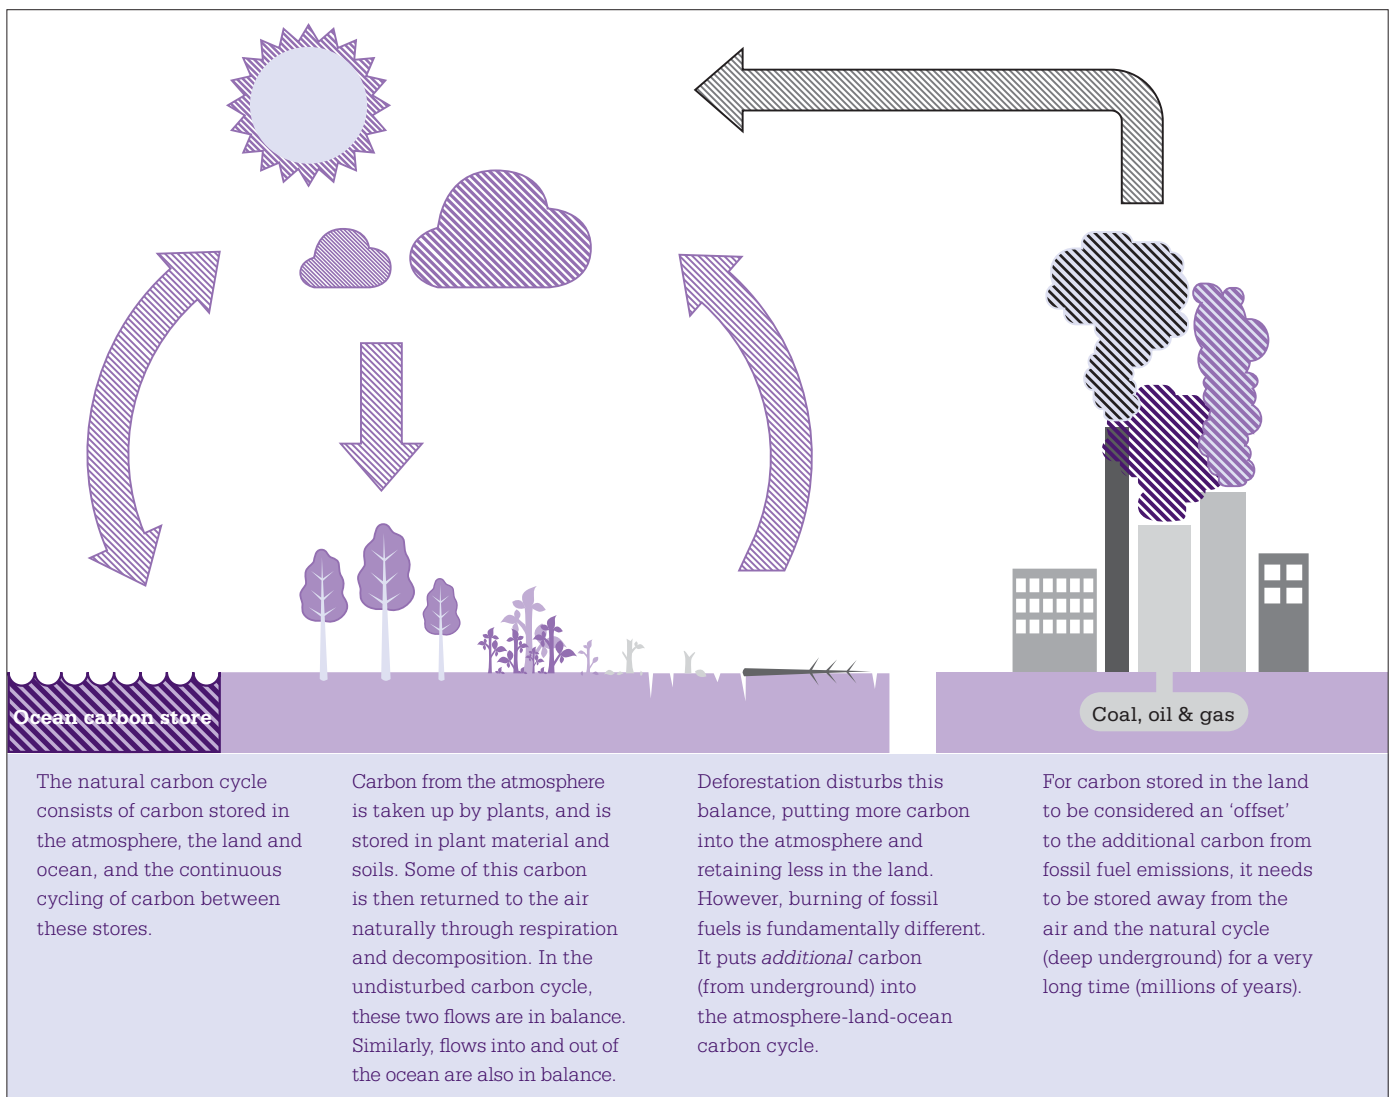 Ocean carbon store
Coal, oil & gas
The natural carbon cycle
consists of carbon stored in
the atmosphere, the land and
ocean, and the continuous
cycling of carbon between
these stores.
Carbon from the atmosphere
is taken up by plants, and is
stored in plant material and
soils. Some of this carbon
is then returned to the air
naturally through respiration
and decomposition. In the
undisturbed carbon cycle,
these two flows are in balance.
Similarly, flows into and out of
the ocean are also in balance.
Deforestation disturbs this
balance, putting more carbon
into the atmosphere and
retaining less in the land.
However, burning of fossil
fuels is fundamentally different.
It puts additional carbon
(from underground) into
the atmosphere-land-ocean
carbon cycle.
For carbon stored in the land
to be considered an ‘offset’
to the additional carbon from
fossil fuel emissions, it needs
to be stored away from the
air and the natural cycle
(deep underground) for a very
long time (millions of years).